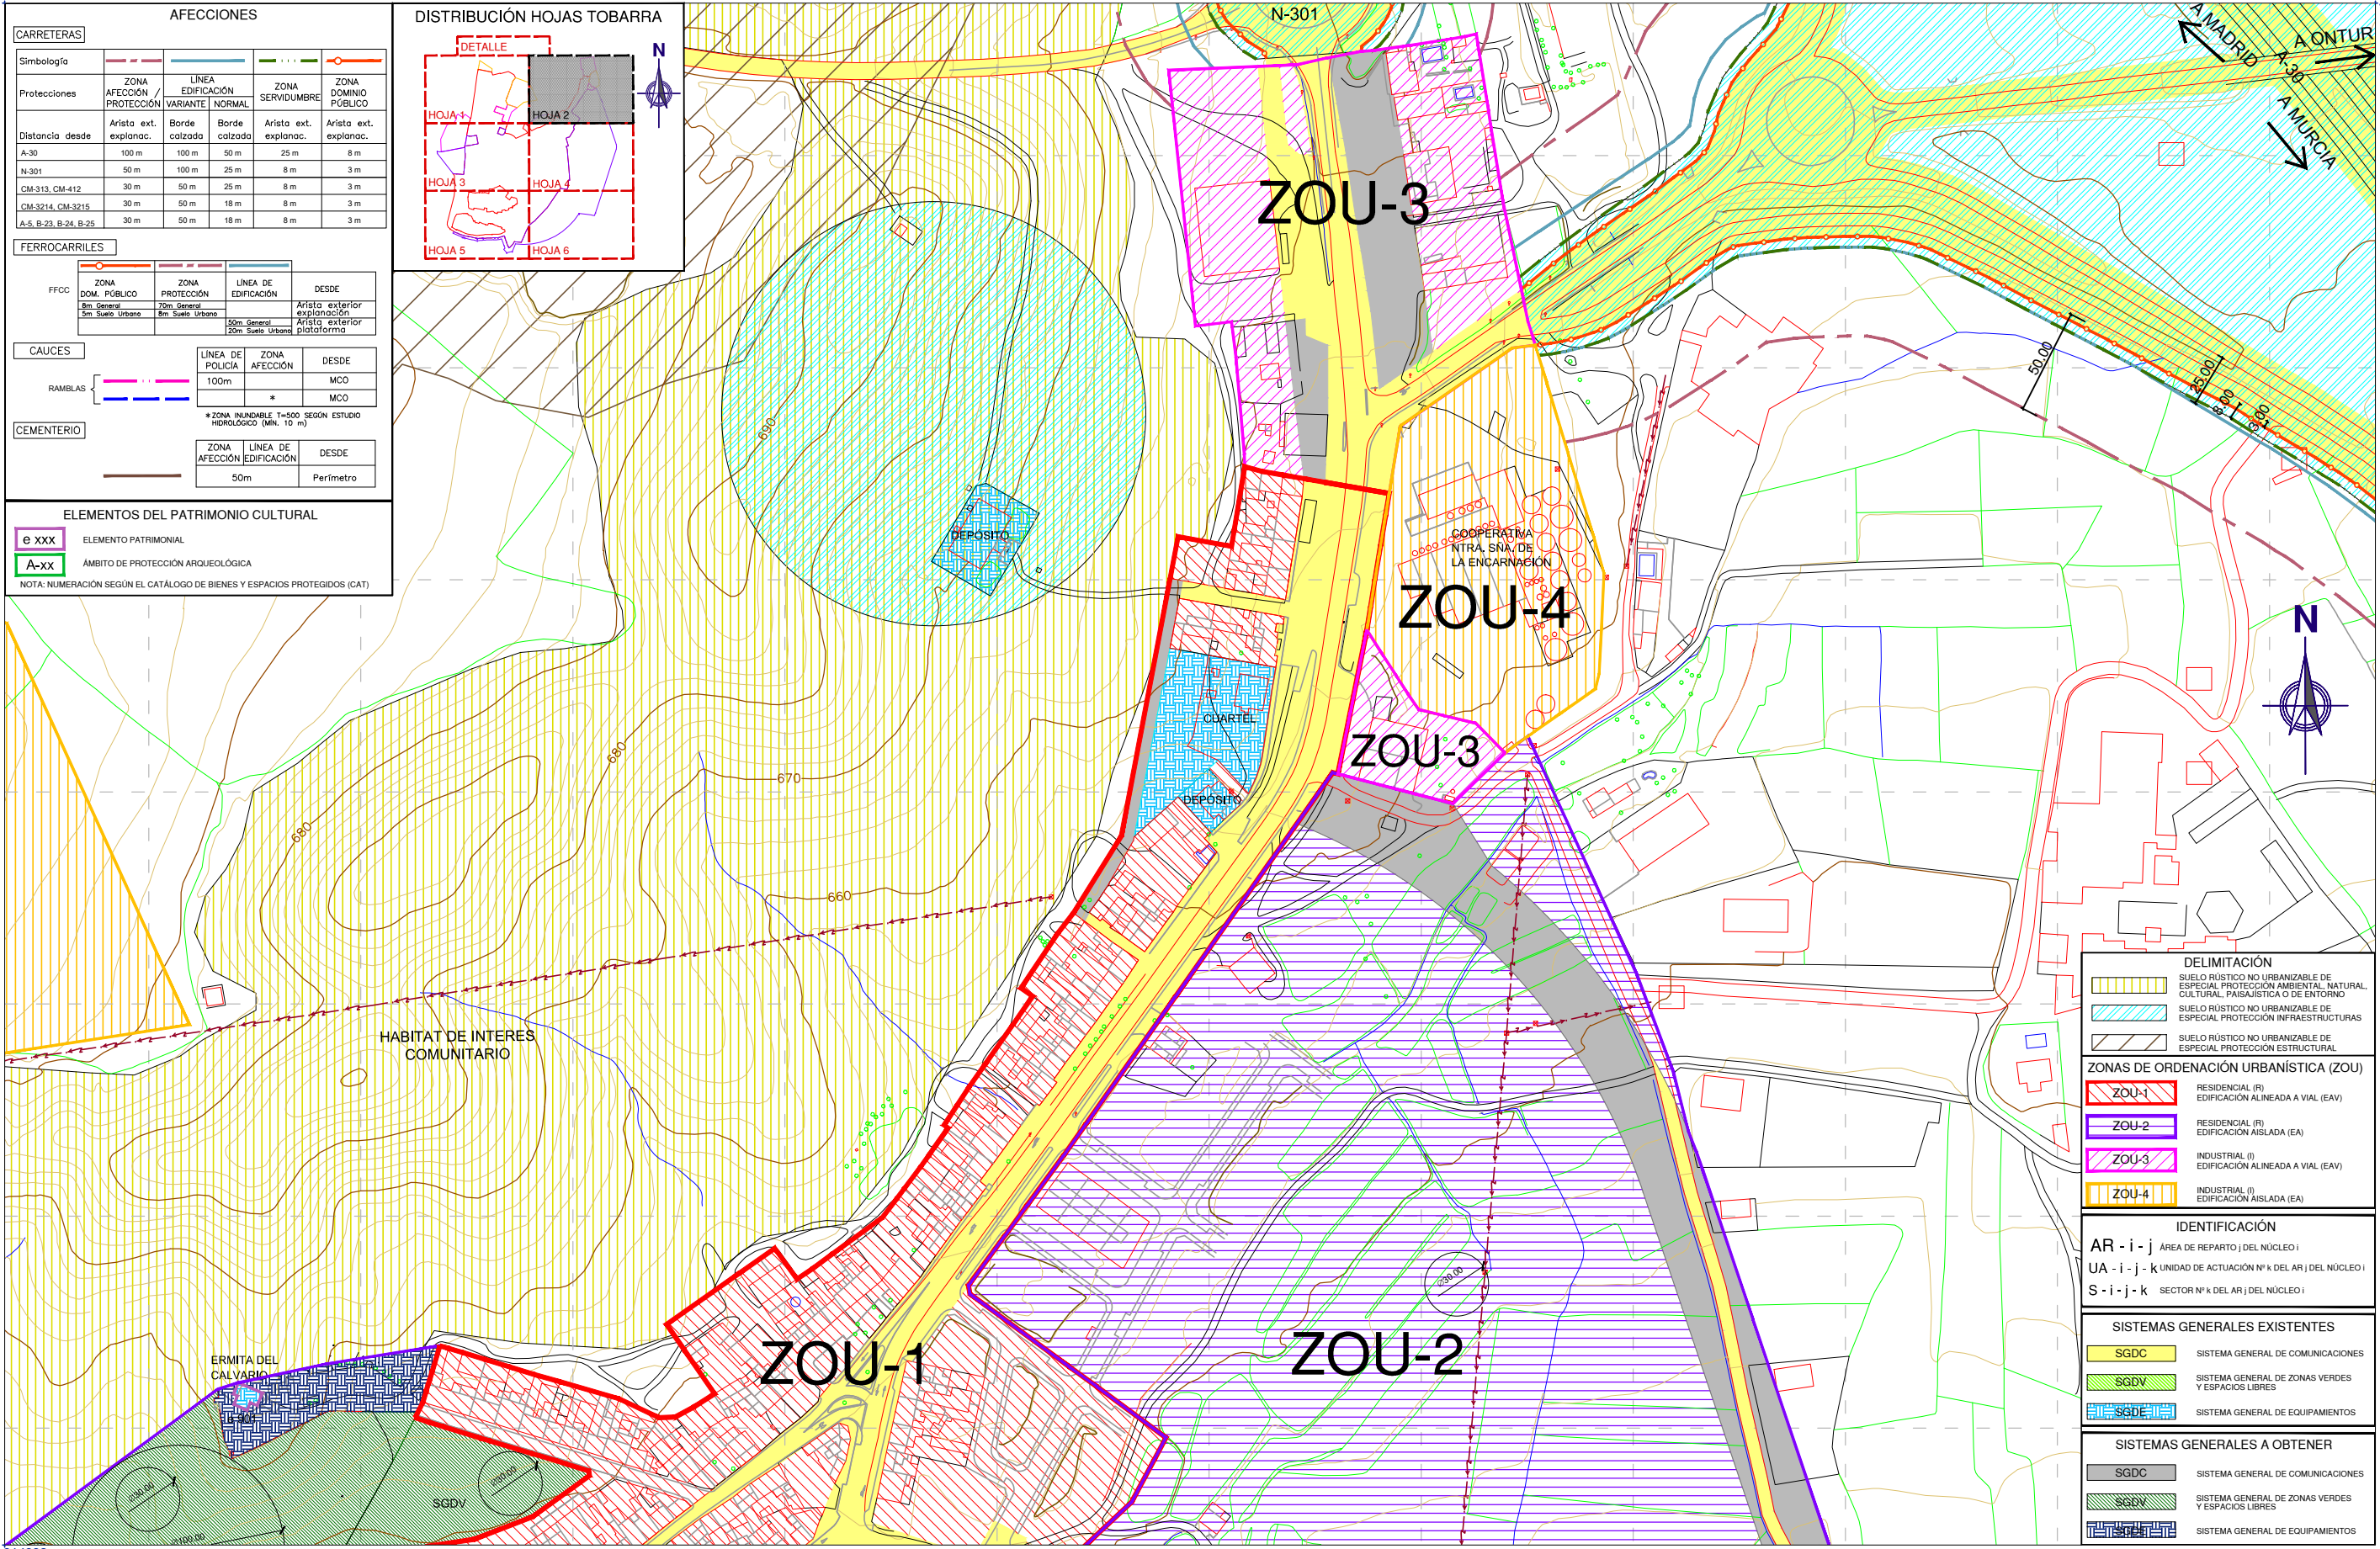 AFECCIONES
CARRETERAS
Simbología
Protecciones
ZONA AFECCIÓN / PROTECCIÓN
LÍNEA EDIFICACIÓN
VARIANTE NORMAL
ZONA SERVIDUMBRE
ZONA DOMINIO PÚBLICO
Distancia desde
Arista ext. explanac.
Borde calzada
Borde calzada
Arista ext. explanac.
Arista ext. explanac.
A-30 100 m 100 m 50 m 25 m 8 m
N-301 50 m 100 m 25 m 8 m 3 m
CM-313, CM-412 30 m 50 m 25 m 8 m 3 m
CM-3214, CM-3215 30 m 50 m 18 m 8 m 3 m
A-5, B-23, B-24, B-25 30 m 50 m 18 m 8 m 3 m
FERROCARRILES
FFCC
ZONA DOM. PÚBLICO
ZONA PROTECCIÓN
LÍNEA DE EDIFICACIÓN
DESDE
8m General 70m General
5m Suelo Urbano 8m Suelo Urbano
Arista exterior explanación
50m General
20m Suelo Urbano
Arista exterior plataforma
CAUCES
RAMBLAS
LÍNEA DE POLICÍA
ZONA AFECCIÓN
DESDE
100m MCO
* MCO
* ZONA INUNDABLE T=500 SEGÚN ESTUDIO
HIDROLÓGICO (MÍN. 10 m)
CEMENTERIO
ZONA AFECCIÓN
LÍNEA DE EDIFICACIÓN
DESDE
50m Perímetro
ELEMENTOS DEL PATRIMONIO CULTURAL
e xxx ELEMENTO PATRIMONIAL
A-xx ÁMBITO DE PROTECCIÓN ARQUEOLÓGICA
NOTA: NUMERACIÓN SEGÚN EL CATÁLOGO DE BIENES Y ESPACIOS PROTEGIDOS (CAT)
DISTRIBUCIÓN HOJAS TOBARRA
DETALLE
N
HOJA 1
HOJA 2
HOJA 3
HOJA 4
HOJA 5
HOJA 6
N-301
A MADRID
A-30
A ONTUR
A MURCIA
ZOU-3
50.00
25.00
8.00
3.00
690
DEPÓSITO
COOPERATIVA
NTRA. SÑA. DE
LA ENCARNACIÓN
ZOU-4
N
CUARTEL
ZOU-3
680
670
DEPÓSITO
680
660
HABITAT DE INTERES
COMUNITARIO
ZOU-1
ZOU-2
Ø30.00
ERMITA DEL
CALVARIO
SGDV
Ø30.00
Ø30.00
Ø100.00
DELIMITACIÓN
SUELO RÚSTICO NO URBANIZABLE DE
ESPECIAL PROTECCIÓN AMBIENTAL, NATURAL,
CULTURAL, PAISAJÍSTICA O DE ENTORNO
SUELO RÚSTICO NO URBANIZABLE DE
ESPECIAL PROTECCIÓN INFRAESTRUCTURAS
SUELO RÚSTICO NO URBANIZABLE DE
ESPECIAL PROTECCIÓN ESTRUCTURAL
ZONAS DE ORDENACIÓN URBANÍSTICA (ZOU)
ZOU-1 RESIDENCIAL (R)
EDIFICACIÓN ALINEADA A VIAL (EAV)
ZOU-2 RESIDENCIAL (R)
EDIFICACIÓN AISLADA (EA)
ZOU-3 INDUSTRIAL (I)
EDIFICACIÓN ALINEADA A VIAL (EAV)
ZOU-4 INDUSTRIAL (I)
EDIFICACIÓN AISLADA (EA)
IDENTIFICACIÓN
AR - i - j ÁREA DE REPARTO j DEL NÚCLEO i
UA - i - j - k UNIDAD DE ACTUACIÓN Nº k DEL AR j DEL NÚCLEO i
S - i - j - k SECTOR Nº k DEL AR j DEL NÚCLEO i
SISTEMAS GENERALES EXISTENTES
SGDC SISTEMA GENERAL DE COMUNICACIONES
SGDV SISTEMA GENERAL DE ZONAS VERDES
Y ESPACIOS LIBRES
SGDE SISTEMA GENERAL DE EQUIPAMIENTOS
SISTEMAS GENERALES A OBTENER
SGDC SISTEMA GENERAL DE COMUNICACIONES
SGDV SISTEMA GENERAL DE ZONAS VERDES
Y ESPACIOS LIBRES
SISTEMA GENERAL DE EQUIPAMIENTOS